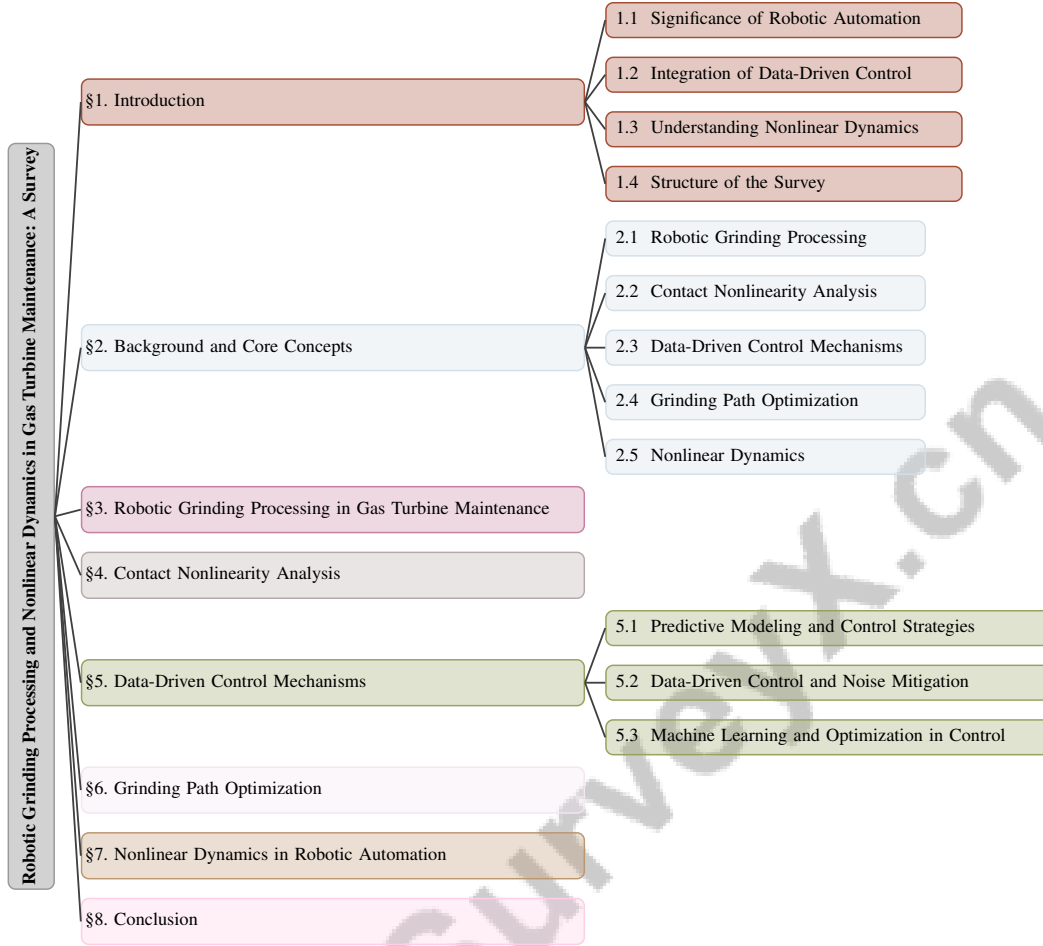 Robotic Grinding Processing and Nonlinear Dynamics in Gas Turbine Maintenance: A Survey
§1. Introduction
1.1 Significance of Robotic Automation
1.2 Integration of Data-Driven Control
1.3 Understanding Nonlinear Dynamics
1.4 Structure of the Survey
§2. Background and Core Concepts
2.1 Robotic Grinding Processing
2.2 Contact Nonlinearity Analysis
2.3 Data-Driven Control Mechanisms
2.4 Grinding Path Optimization
2.5 Nonlinear Dynamics
§3. Robotic Grinding Processing in Gas Turbine Maintenance
§4. Contact Nonlinearity Analysis
§5. Data-Driven Control Mechanisms
5.1 Predictive Modeling and Control Strategies
5.2 Data-Driven Control and Noise Mitigation
5.3 Machine Learning and Optimization in Control
§6. Grinding Path Optimization
§7. Nonlinear Dynamics in Robotic Automation
§8. Conclusion
Surveyx.cn